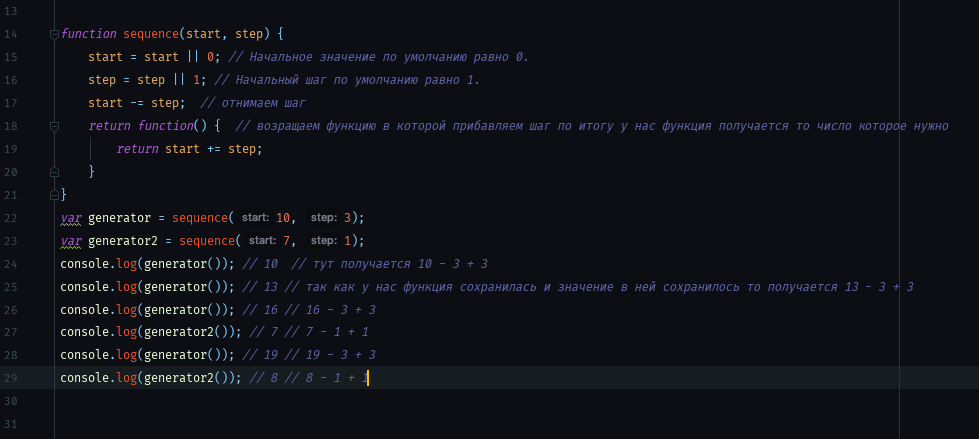 13
14 function sequence(start, step) {
15 start = start || 0; // Начальное значение по умолчанию равно 0.
16 step = step || 1; // Начальный шаг по умолчанию равно 1.
17 start -= step; // отнимаем шаг
18 return function() { // возращаем функцию в которой прибавляем шаг по итогу у нас функция получается то число которое нужно
19 return start += step;
20 }
21 }
22 var generator = sequence( start: 10, step: 3);
23 var generator2 = sequence( start: 7, step: 1);
24 console.log(generator()); // 10 // тут получается 10 - 3 + 3
25 console.log(generator()); // 13 // так как у нас функция сохранилась и значение в ней сохранилось то получается 13 - 3 + 3
26 console.log(generator()); // 16 // 16 - 3 + 3
27 console.log(generator2()); // 7 // 7 - 1 + 1
28 console.log(generator()); // 19 // 19 - 3 + 3
29 console.log(generator2()); // 8 // 8 - 1 + 1
30
31